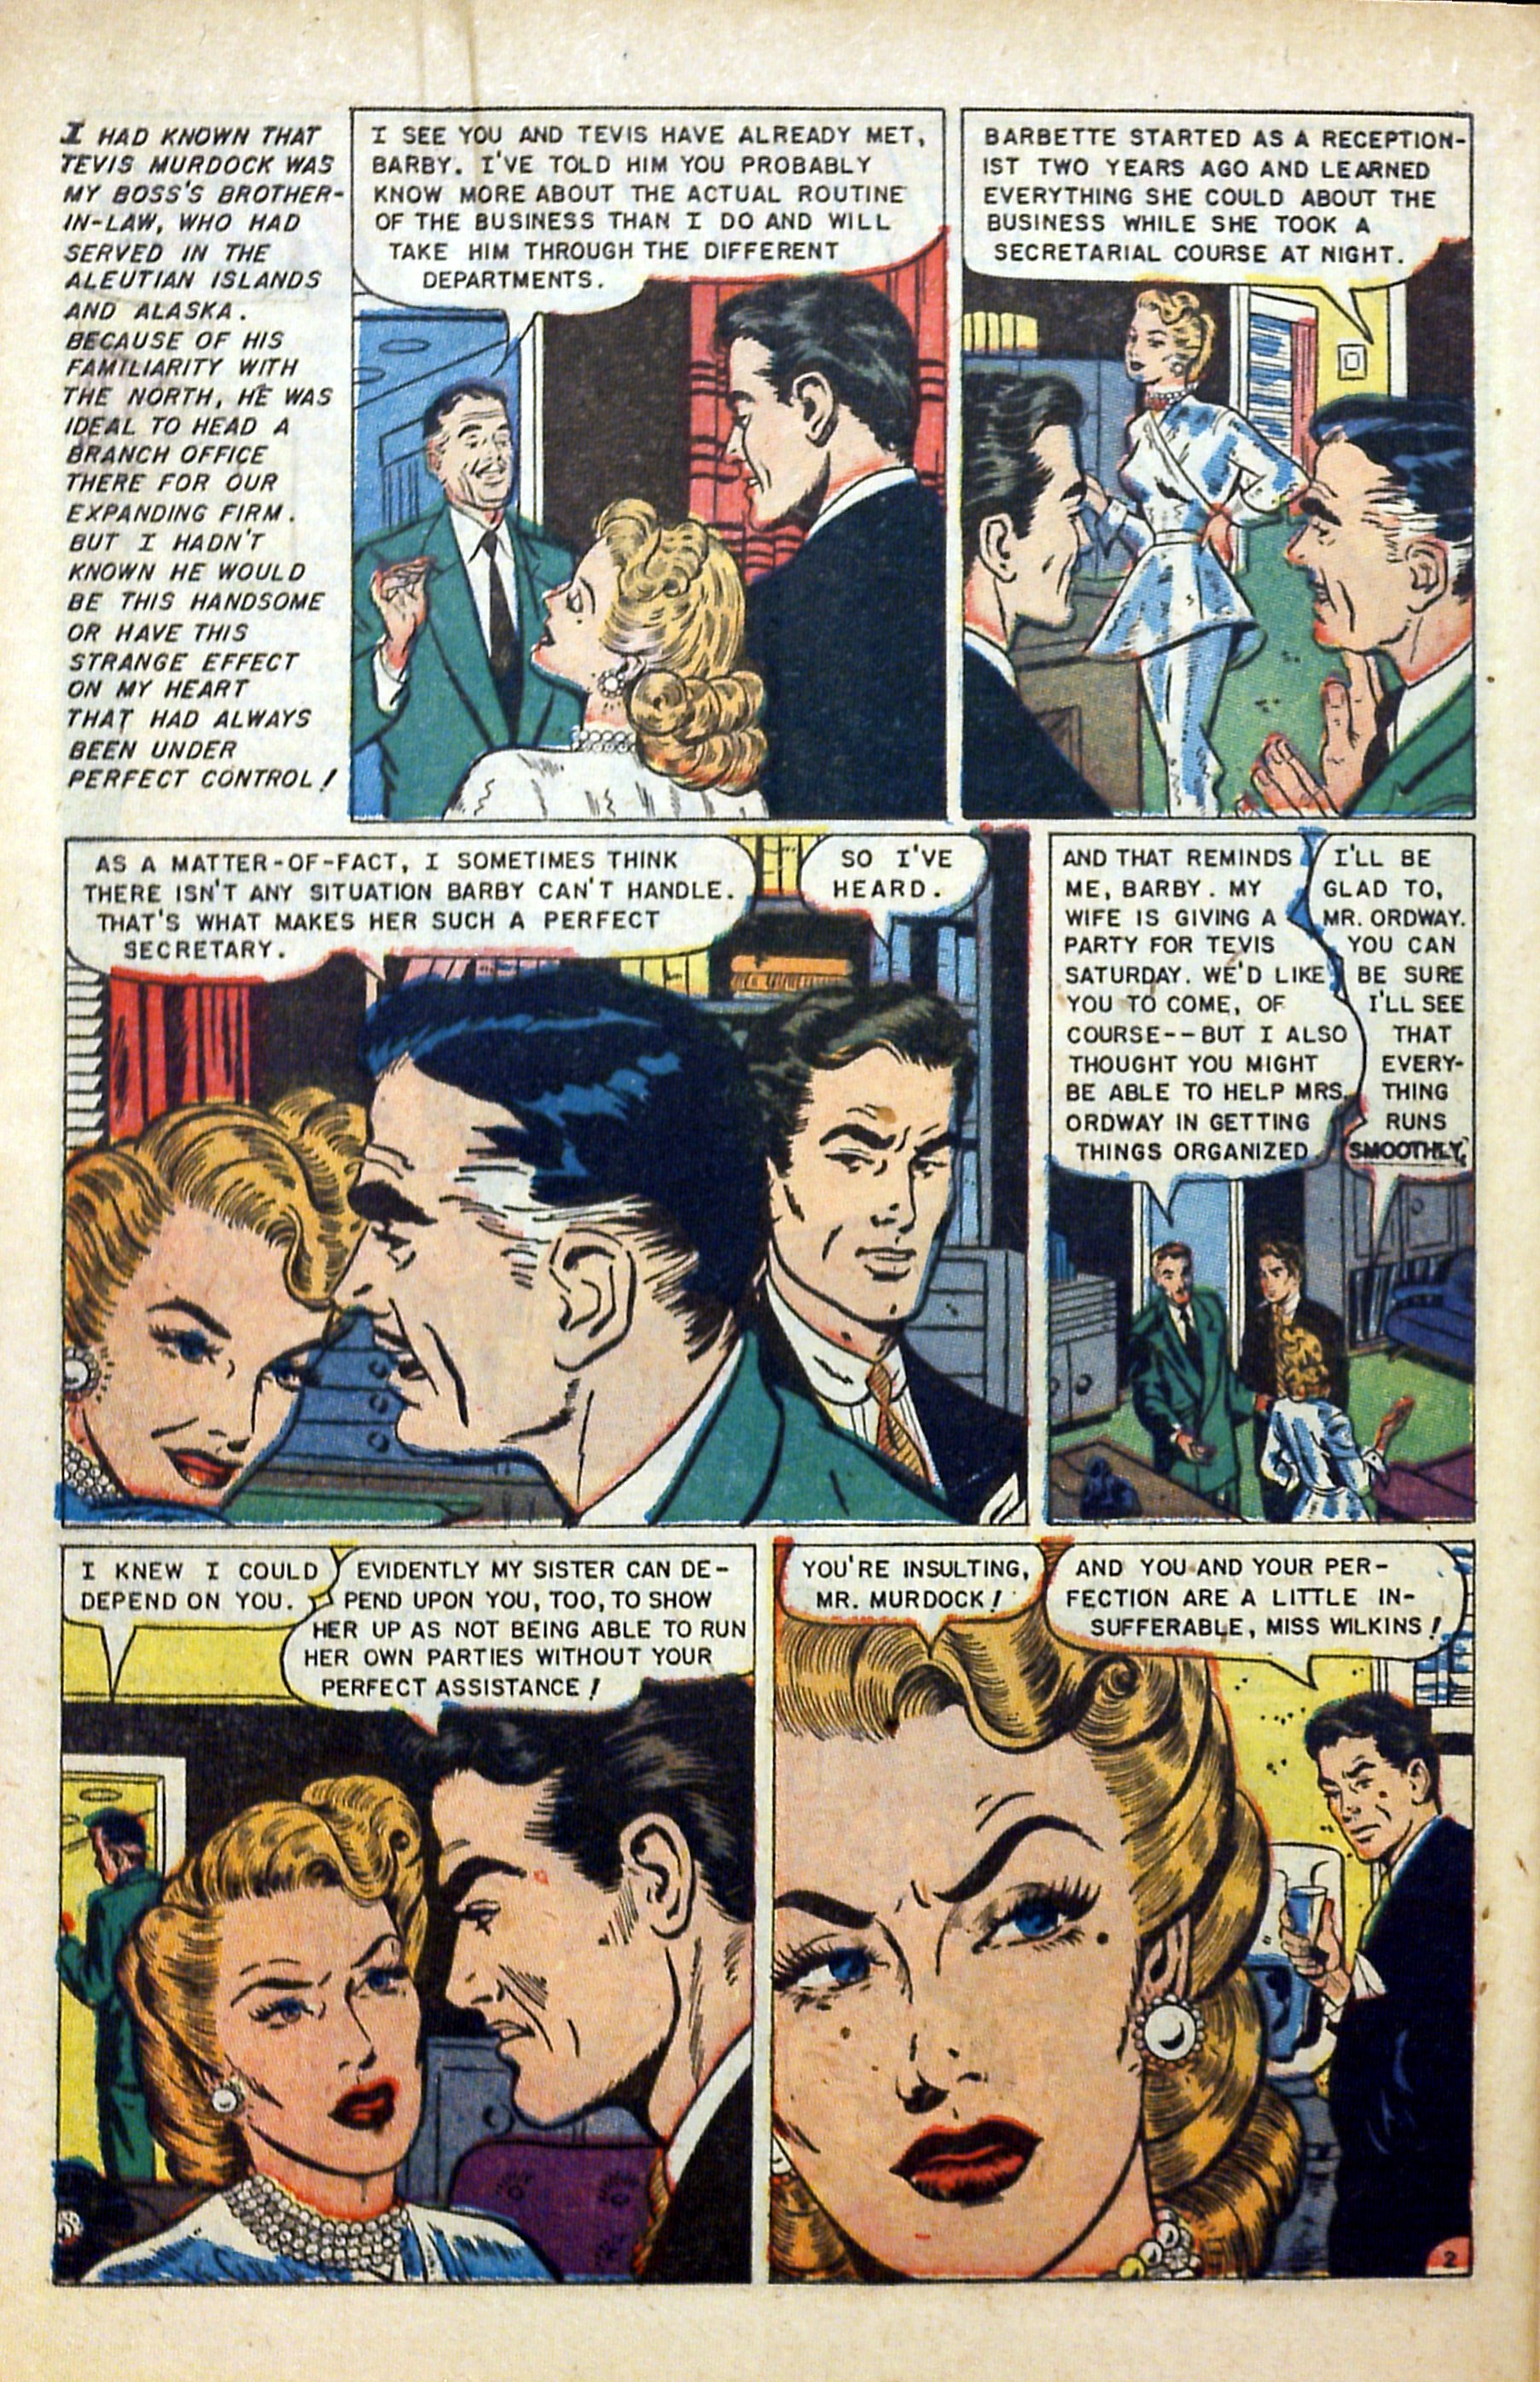 I HAD KNOWN THAT
TEVIS MURDOCK WAS
MY BOSS'S BROTHER-
IN-LAW, WHO HAD
SERVED IN THE
ALEUTIAN ISLANDS
AND ALASKA.
BECAUSE OF HIS
FAMILIARITY WITH
THE NORTH, HE WAS
IDEAL TO HEAD A
BRANCH OFFICE
THERE FOR OUR
EXPANDING FIRM.
BUT I HADN'T
KNOWN HE WOULD
BE THIS HANDSOME
OR HAVE THIS
STRANGE EFFECT
ON MY HEART
THAT HAD ALWAYS
BEEN UNDER
PERFECT CONTROL!
I SEE YOU AND TEVIS HAVE ALREADY MET,
BARBY. I'VE TOLD HIM YOU PROBABLY
KNOW MORE ABOUT THE ACTUAL ROUTINE
OF THE BUSINESS THAN I DO AND WILL
TAKE HIM THROUGH THE DIFFERENT
DEPARTMENTS.
BARBETTE STARTED AS A RECEPTION-
IST TWO YEARS AGO AND LEARNED
EVERYTHING SHE COULD ABOUT THE
BUSINESS WHILE SHE TOOK A
SECRETARIAL COURSE AT NIGHT.
AS A MATTER-OF-FACT, I SOMETIMES THINK
THERE ISN'T ANY SITUATION BARBY CAN'T HANDLE.
THAT'S WHAT MAKES HER SUCH A PERFECT
SECRETARY.
SO I'VE
HEARD.
AND THAT REMINDS
ME, BARBY. MY
WIFE IS GIVING A
PARTY FOR TEVIS
SATURDAY. WE'D LIKE
YOU TO COME, OF
COURSE--BUT I ALSO
THOUGHT YOU MIGHT
BE ABLE TO HELP MRS.
ORDWAY IN GETTING
THINGS ORGANIZED.
I'LL BE
GLAD TO,
MR. ORDWAY.
YOU CAN
BE SURE
I'LL SEE
THAT
EVERY-
THING
RUNS
SMOOTHLY.
I KNEW I COULD
DEPEND ON YOU.
EVIDENTLY MY SISTER CAN DE-
PEND UPON YOU, TOO, TO SHOW
HER UP AS NOT BEING ABLE TO RUN
HER OWN PARTIES WITHOUT YOUR
PERFECT ASSISTANCE!
YOU'RE INSULTING,
MR. MURDOCK!
AND YOU AND YOUR PER-
FECTION ARE A LITTLE IN-
SUFFERABLE, MISS WILKINS!
2